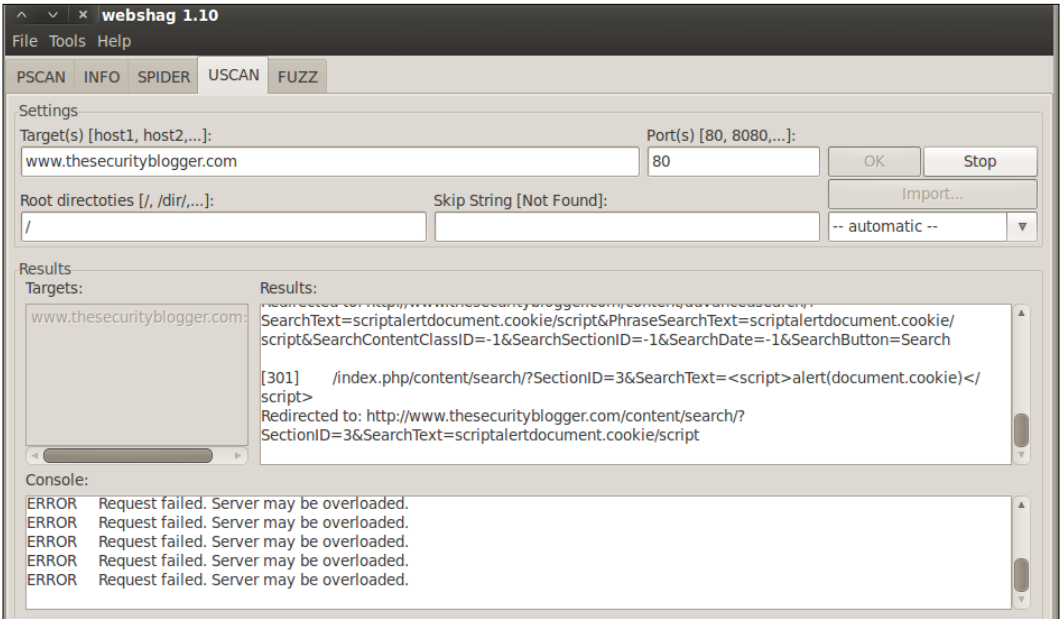 webshag 1.10
File Tools Help
PSCAN INFO SPIDER USCAN FUZZ
Settings
Target(s) [host1, host2,...]: Port(s) [80, 8080,...]:
www.thesecurityblogger.com 80 OK Stop
Import...
Root directoties [/, /dir/,...]: Skip String [Not Found]:
/ -- automatic --
Results
Targets: Results:
www.thesecurityblogger.com:
SearchText=scriptalertdocument.cookie/script&PhraseSearchText=scriptalertdocument.cookie/
script&SearchContentClassID=-1&SearchSectionID=-1&SearchDate=-1&SearchButton=Search
[301] /index.php/content/search/?SectionID=3&SearchText=<script>alert(document.cookie)</
script>
Redirected to: http://www.thesecurityblogger.com/content/search/?
SectionID=3&SearchText=scriptalertdocument.cookie/script
Console:
ERROR Request failed. Server may be overloaded.
ERROR Request failed. Server may be overloaded.
ERROR Request failed. Server may be overloaded.
ERROR Request failed. Server may be overloaded.
ERROR Request failed. Server may be overloaded.